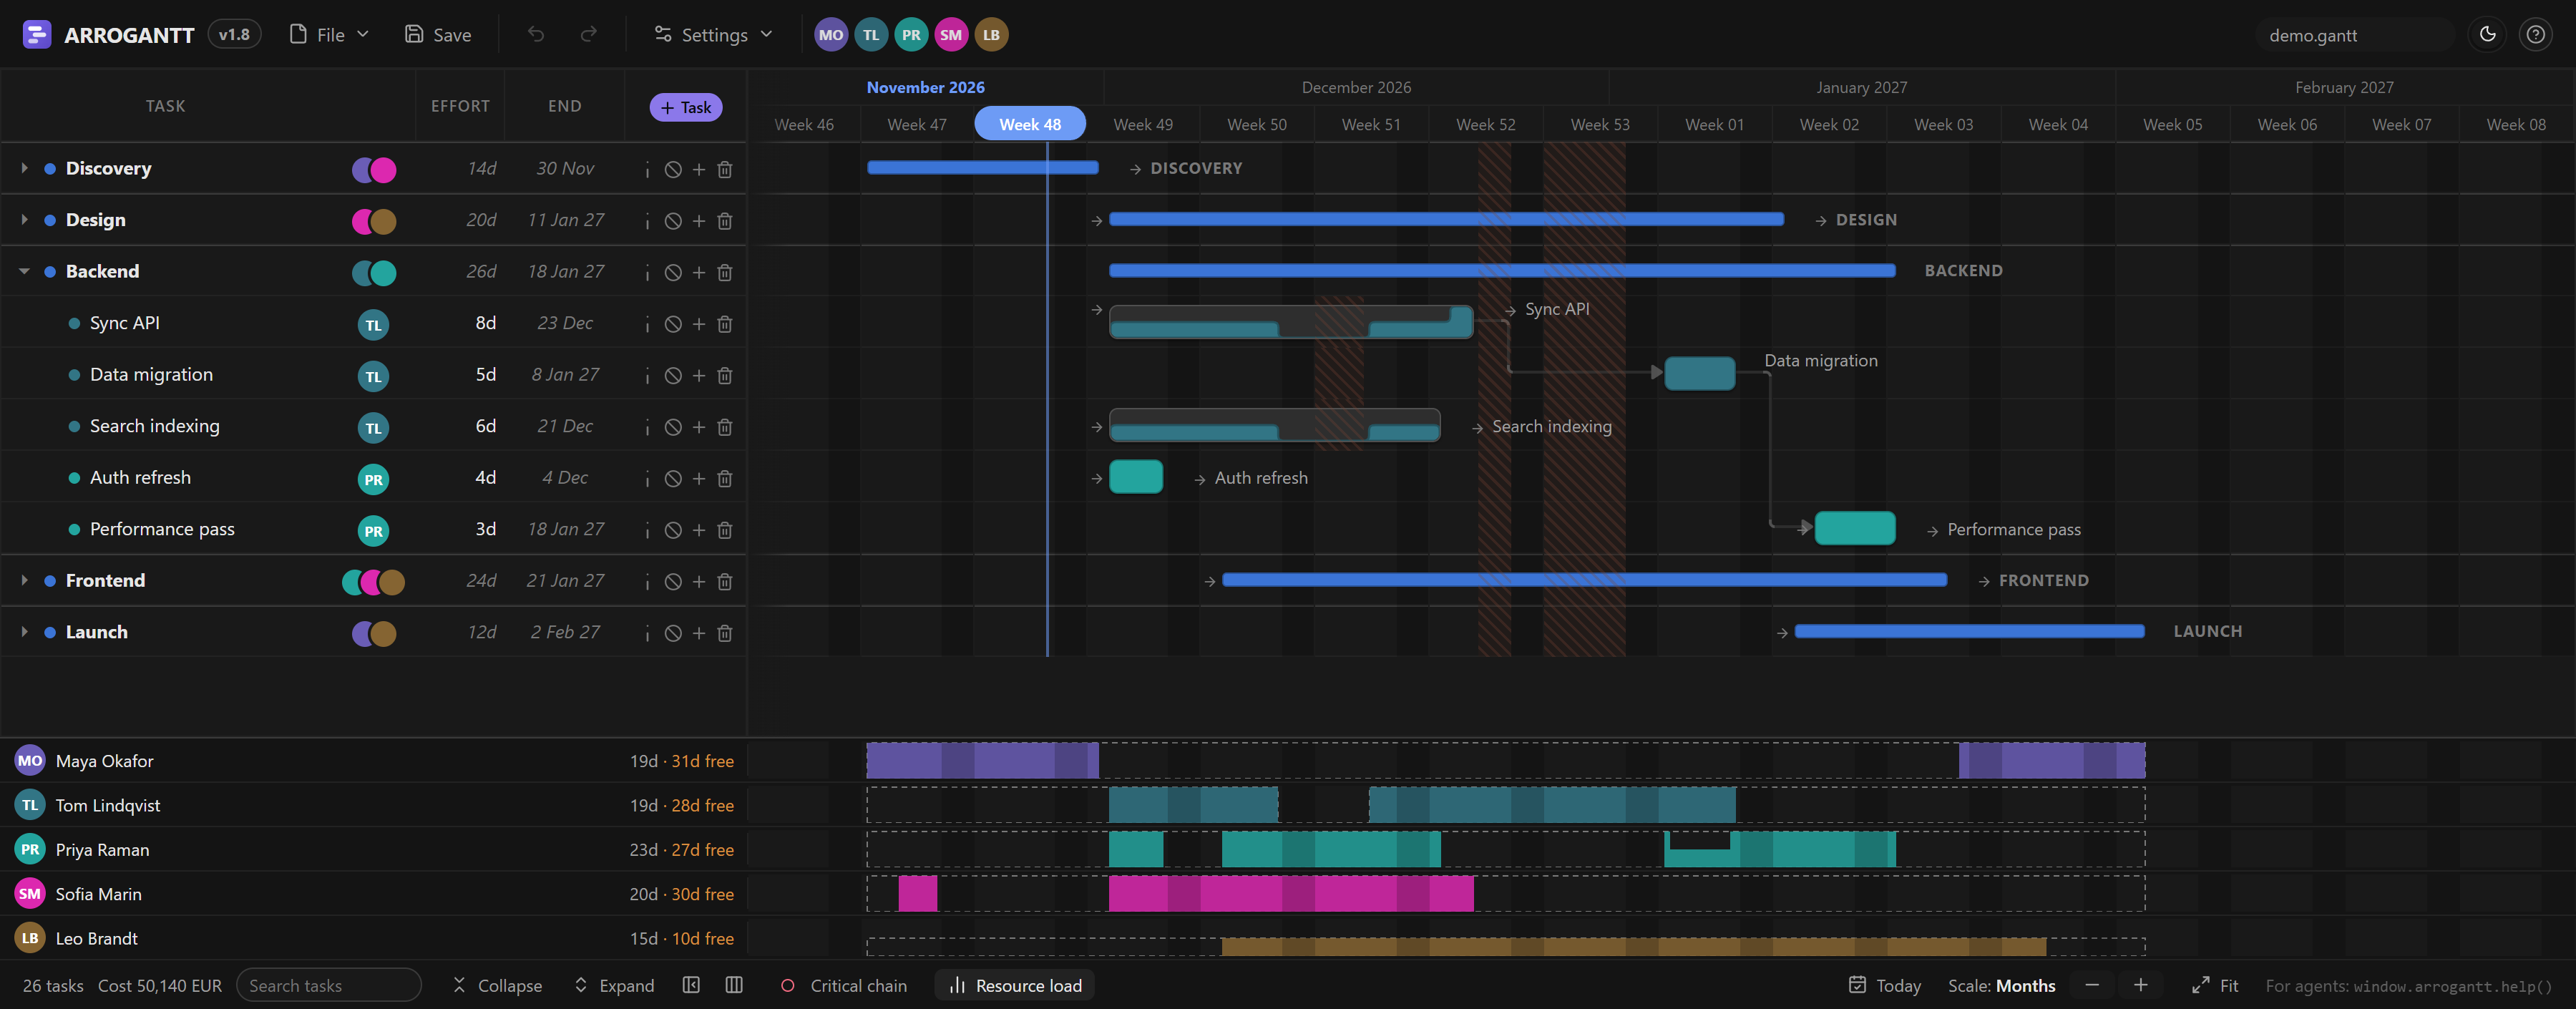 ARROGANTT v1.8 File Save Settings MO TL PR SM LB demo.gantt
TASK EFFORT END + Task
November 2026 December 2026 January 2027 February 2027
Week 46 Week 47 Week 48 Week 49 Week 50 Week 51 Week 52 Week 53 Week 01 Week 02 Week 03 Week 04 Week 05 Week 06 Week 07 Week 08
Discovery 14d 30 Nov → DISCOVERY
Design 20d 11 Jan 27 → DESIGN
Backend 26d 18 Jan 27 BACKEND
Sync API TL 8d 23 Dec → Sync API
Data migration TL 5d 8 Jan 27 Data migration
Search indexing TL 6d 21 Dec → Search indexing
Auth refresh PR 4d 4 Dec → Auth refresh
Performance pass PR 3d 18 Jan 27 → Performance pass
Frontend 24d 21 Jan 27 → FRONTEND
Launch 12d 2 Feb 27 LAUNCH
MO Maya Okafor 19d · 31d free
TL Tom Lindqvist 19d · 28d free
PR Priya Raman 23d · 27d free
SM Sofia Marin 20d · 30d free
LB Leo Brandt 15d · 10d free
26 tasks Cost 50,140 EUR Search tasks Collapse Expand Critical chain Resource load Today Scale: Months − + Fit For agents: window.arrogantt.help()